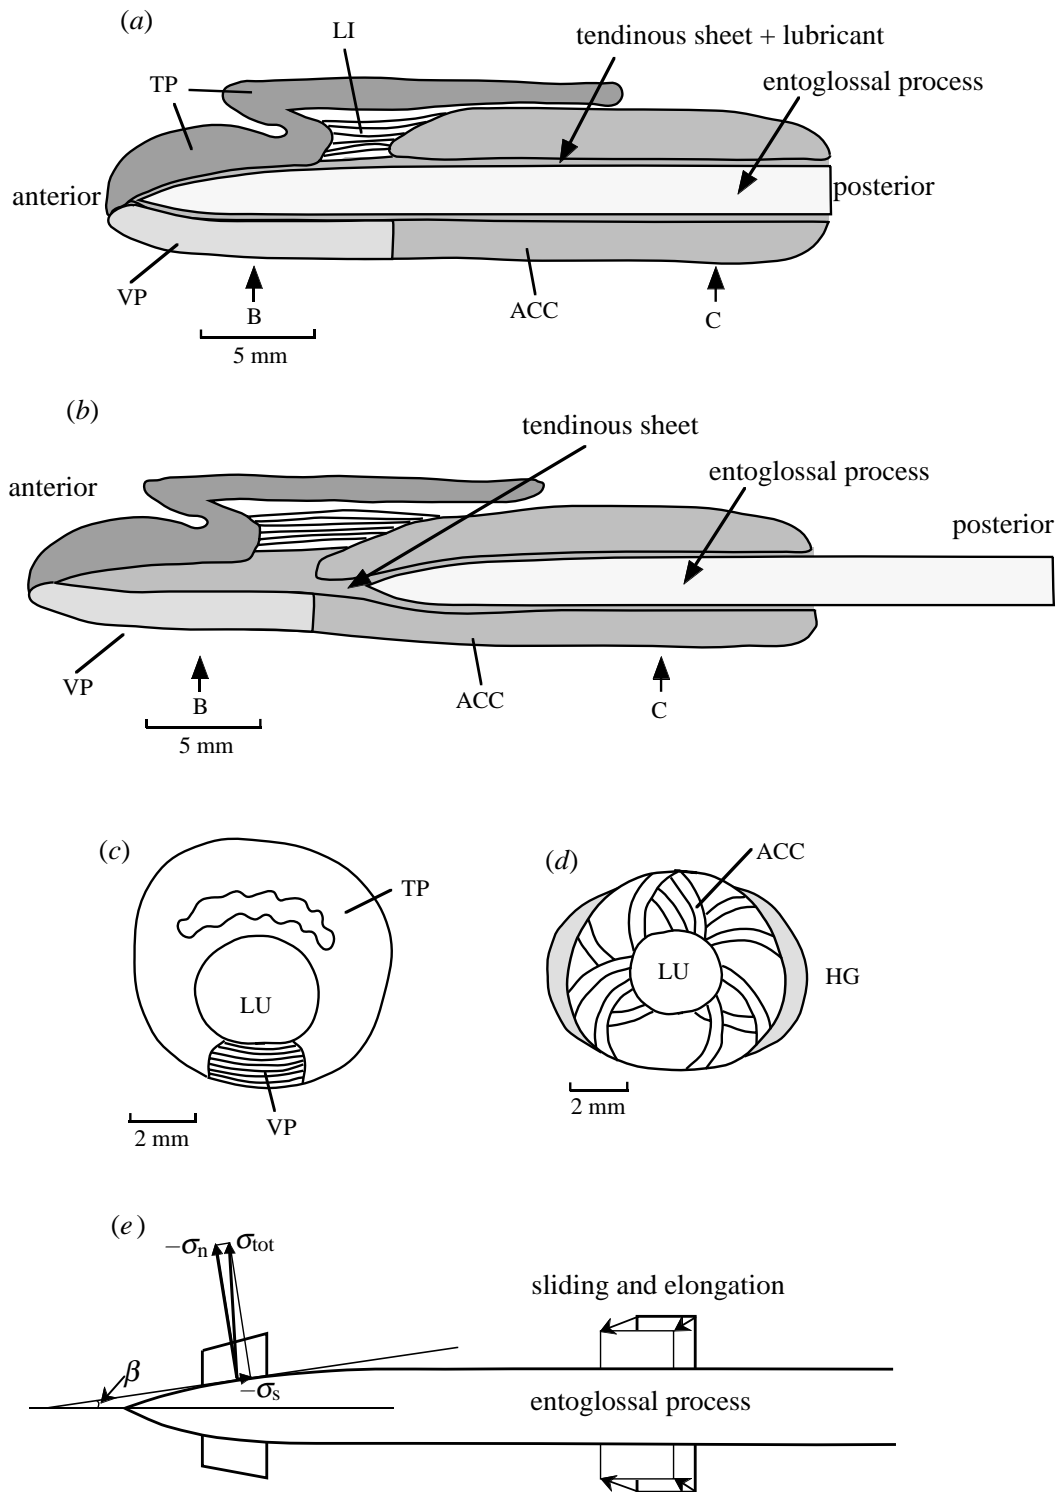 (a)
LI
tendinous sheet + lubricant
TP
entoglossal process
anterior
posterior
VP
B
ACC
C
5 mm
(b)
tendinous sheet
anterior
entoglossal process
posterior
VP
B
ACC
C
5 mm
(c)
TP
LU
VP
2 mm
(d)
ACC
LU
HG
2 mm
(e)
−σn
σtot
sliding and elongation
β
−σs
entoglossal process